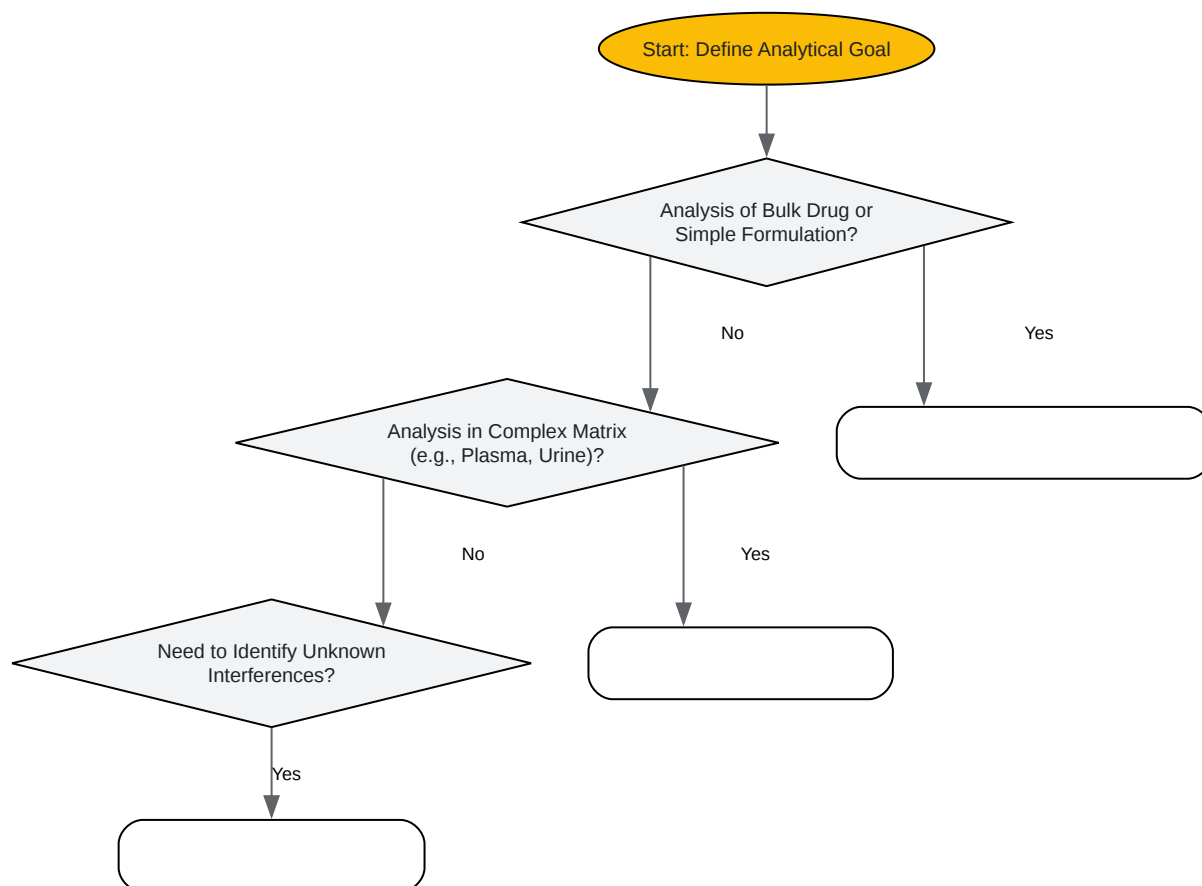 Start: Define Analytical Goal
Analysis of Bulk Drug or
Simple Formulation?
No
Yes
Analysis in Complex Matrix
(e.g., Plasma, Urine)?
No
Yes
Need to Identify Unknown
Interferences?
Yes